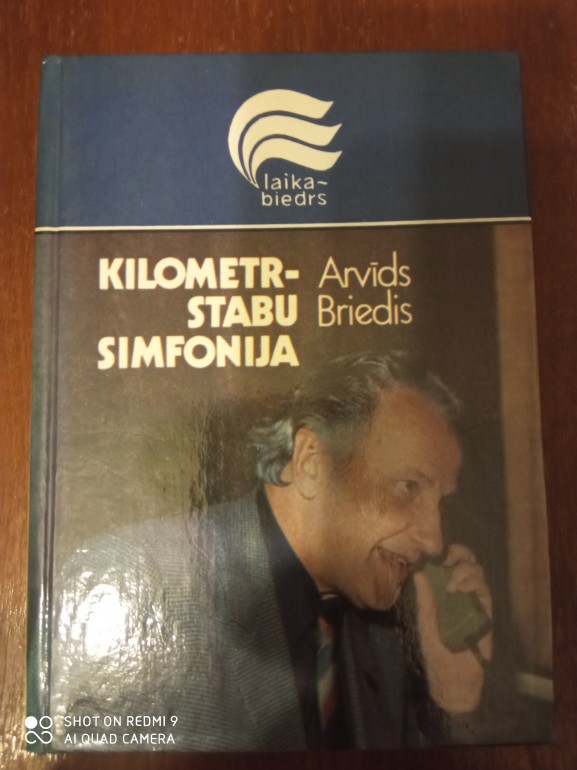 laika~
biedrs
KILOMETR-
STABU
SIMFONIJA
Arvīds
Briedis
SHOT ON REDMI 9
AI QUAD CAMERA